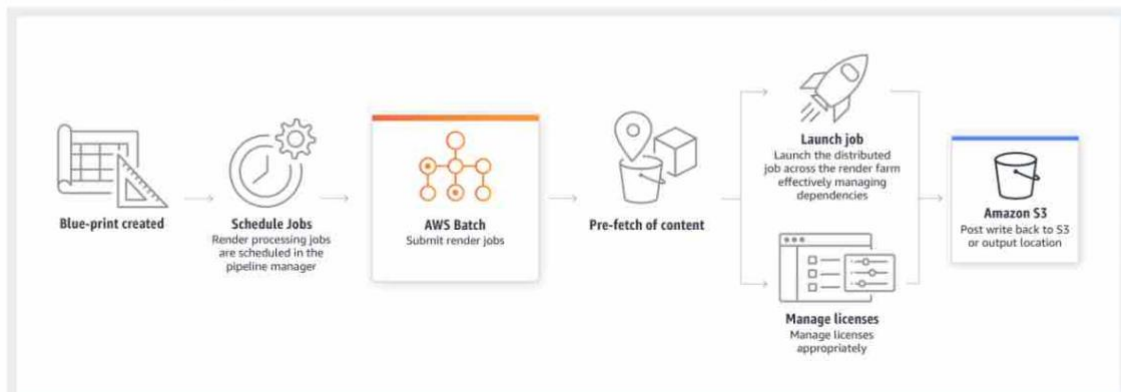 Blue-print created
Schedule Jobs
Render processing jobs
are scheduled in the
pipeline manager
AWS Batch
Submit render jobs
Pre-fetch of content
Launch job
Launch the distributed
job across the render farm
effectively managing
dependencies
Manage licenses
Manage licenses
appropriately
Amazon S3
Post write back to S3
or output location